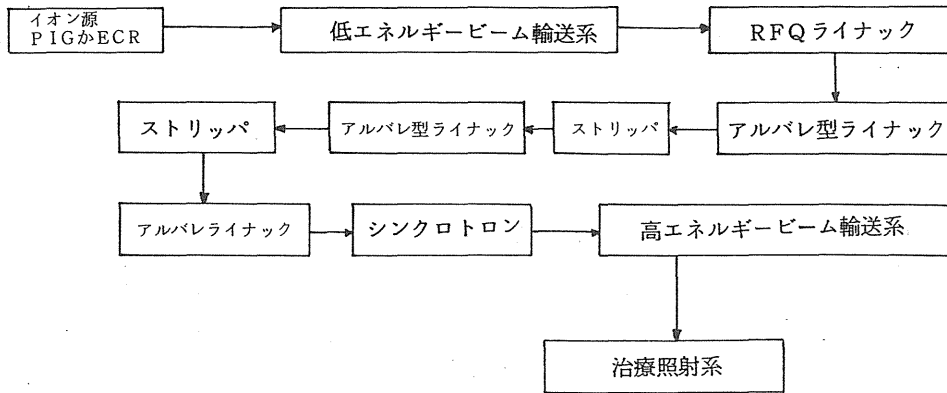 イオン源
PIGかECR
低エネルギービーム輸送系
RFQライナック
アルバレ型ライナック
ストリッパ
アルバレ型ライナック
ストリッパ
アルバレライナック
シンクロトロン
高エネルギービーム輸送系
治療照射系